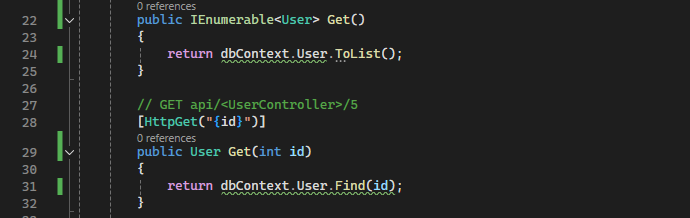 0 references
22 public IEnumerable<User> Get()
23 {
24 return dbContext.User.ToList();
25 }
26
27 // GET api/<UserController>/5
28 [HttpGet("{id}")]
0 references
29 public User Get(int id)
30 {
31 return dbContext.User.Find(id);
32 }